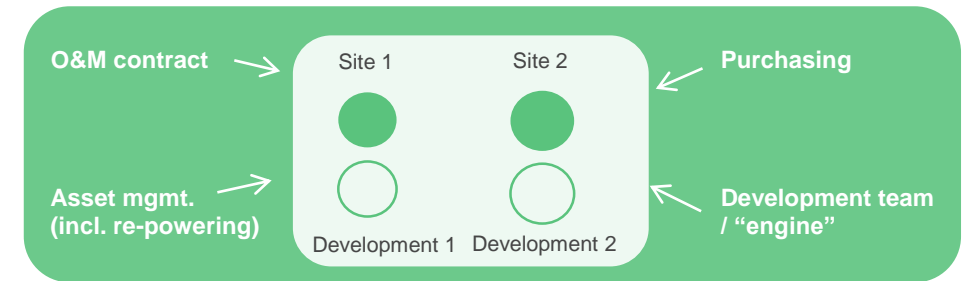 O&M contract
Site 1
Site 2
Purchasing
Asset mgmt.
(incl. re-powering)
Development 1
Development 2
Development team
/ “engine”